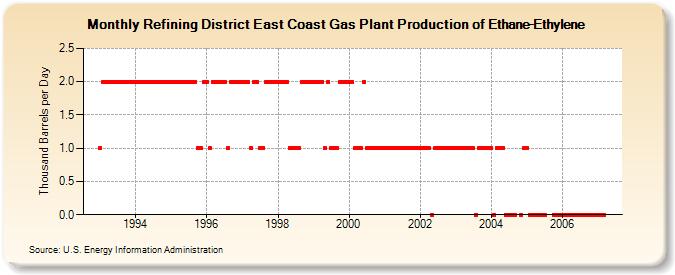 Monthly Refining District East Coast Gas Plant Production of Ethane-Ethylene
Thousand Barrels per Day
2.5
2.0
1.5
1.0
0.5
0.0
1994 1996 1998 2000 2002 2004 2006
Source: U.S. Energy Information Administration